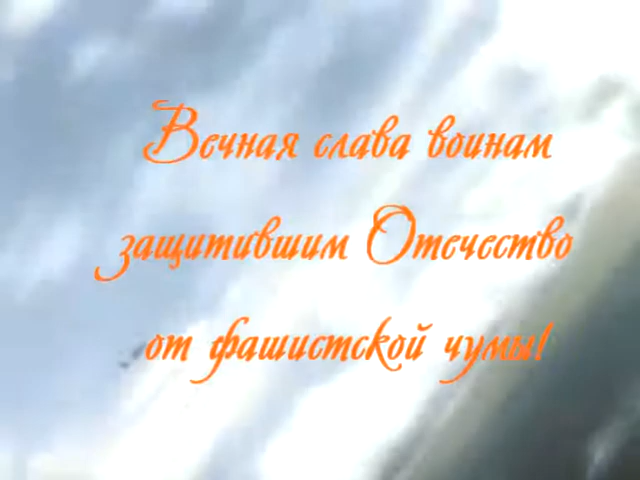 Вечная слава воинам
защитившим Отечество
от фашистской чумы!